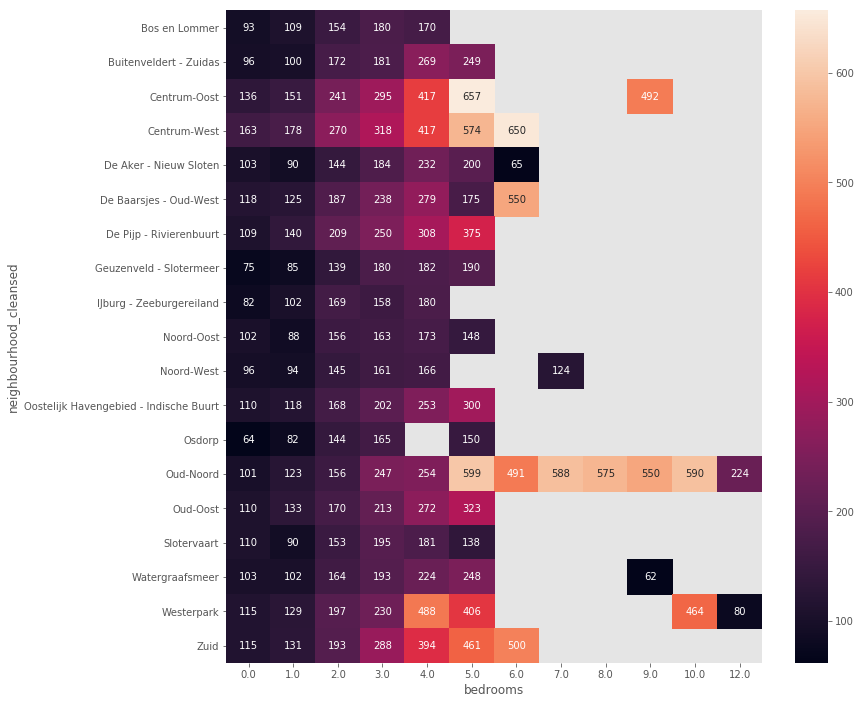 Bos en Lommer 93 109 154 180 170
Buitenveldert - Zuidas 96 100 172 181 269 249
Centrum-Oost 136 151 241 295 417 657 492
Centrum-West 163 178 270 318 417 574 650
De Aker - Nieuw Sloten 103 90 144 184 232 200 65
De Baarsjes - Oud-West 118 125 187 238 279 175 550
De Pijp - Rivierenbuurt 109 140 209 250 308 375
Geuzenveld - Slotermeer 75 85 139 180 182 190
IJburg - Zeeburgereiland 82 102 169 158 180
Noord-Oost 102 88 156 163 173 148
Noord-West 96 94 145 161 166 124
Oostelijk Havengebied - Indische Buurt 110 118 168 202 253 300
Osdorp 64 82 144 165 150
Oud-Noord 101 123 156 247 254 599 491 588 575 550 590 224
Oud-Oost 110 133 170 213 272 323
Slotervaart 110 90 153 195 181 138
Watergraafsmeer 103 102 164 193 224 248 62
Westerpark 115 129 197 230 488 406 464 80
Zuid 115 131 193 288 394 461 500
0.0 1.0 2.0 3.0 4.0 5.0 6.0 7.0 8.0 9.0 10.0 12.0
bedrooms
neighbourhood_cleansed
600
500
400
300
200
100